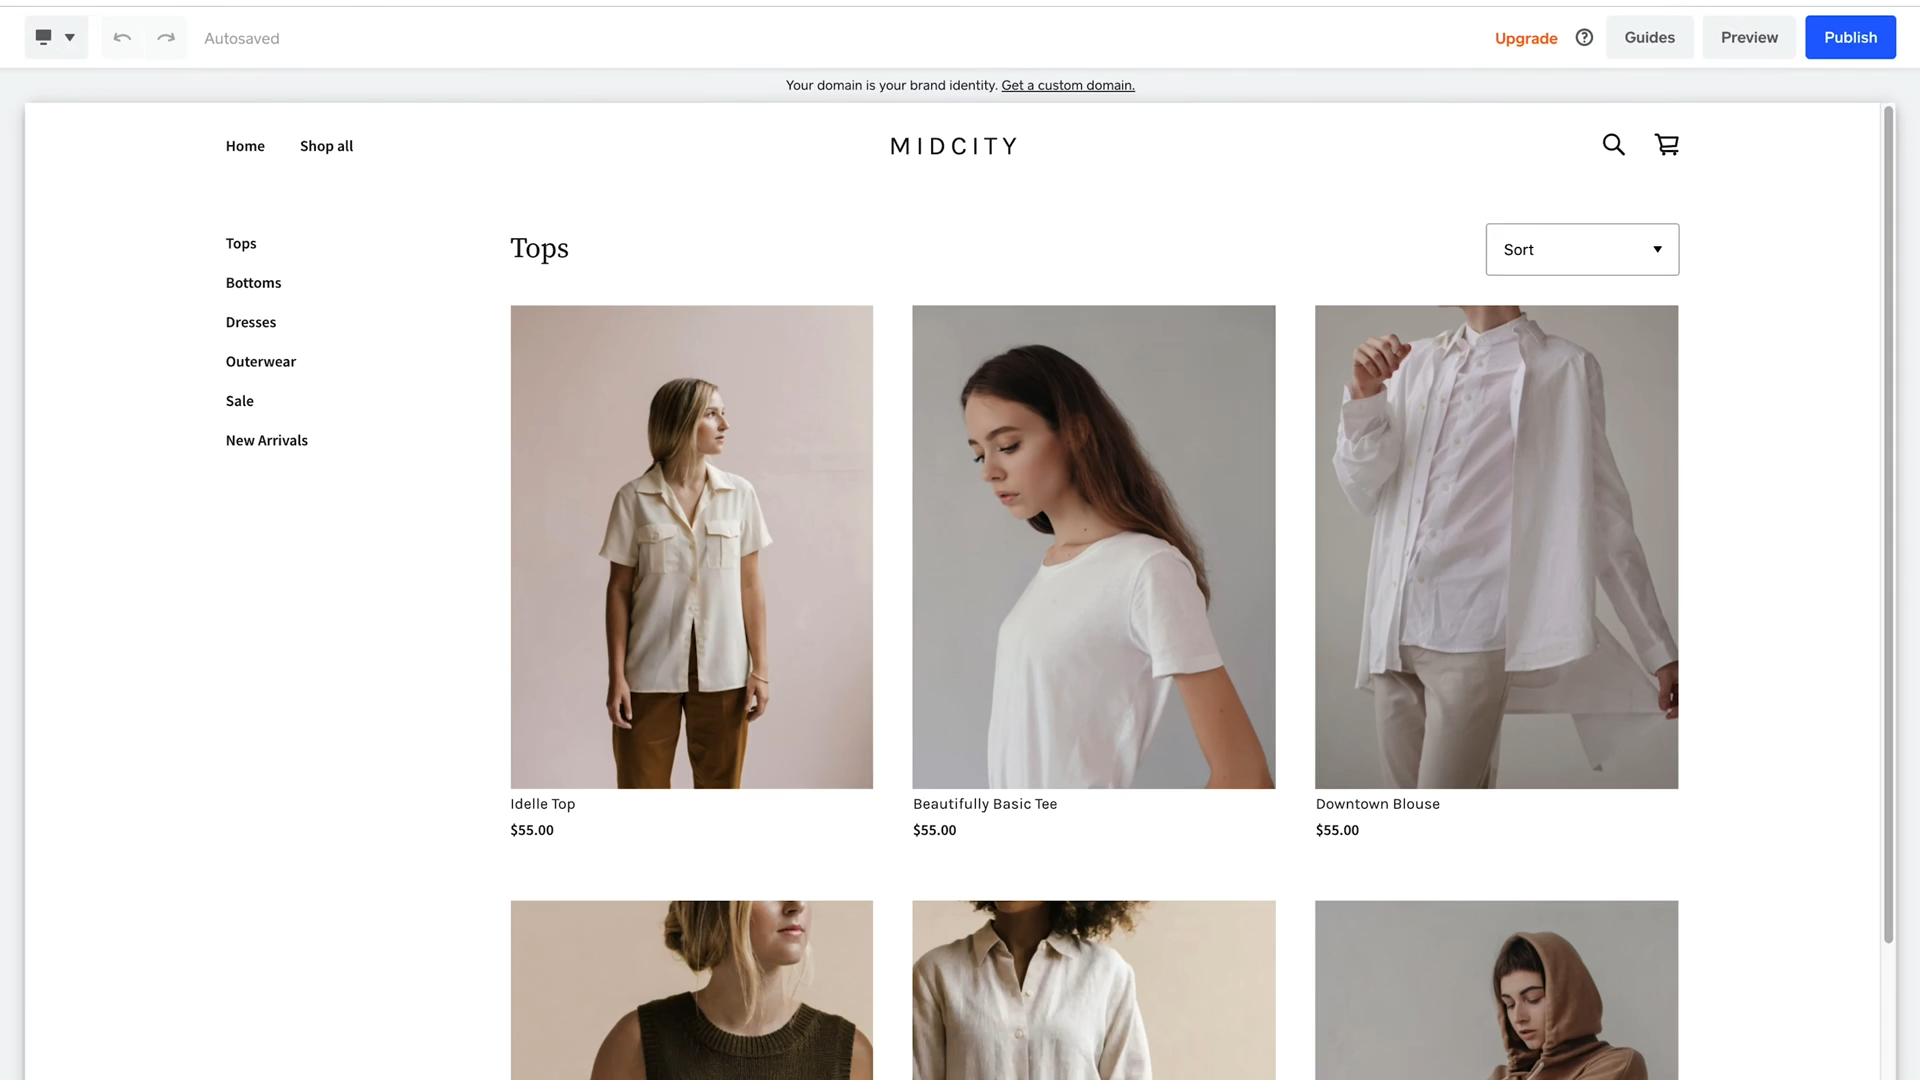 Autosaved
Upgrade
Guides
Preview
Publish
Your domain is your brand identity. Get a custom domain.
Home
Shop all
MIDCITY
Tops
Bottoms
Dresses
Outerwear
Sale
New Arrivals
Tops
Sort
Idelle Top
$55.00
Beautifully Basic Tee
$55.00
Downtown Blouse
$55.00